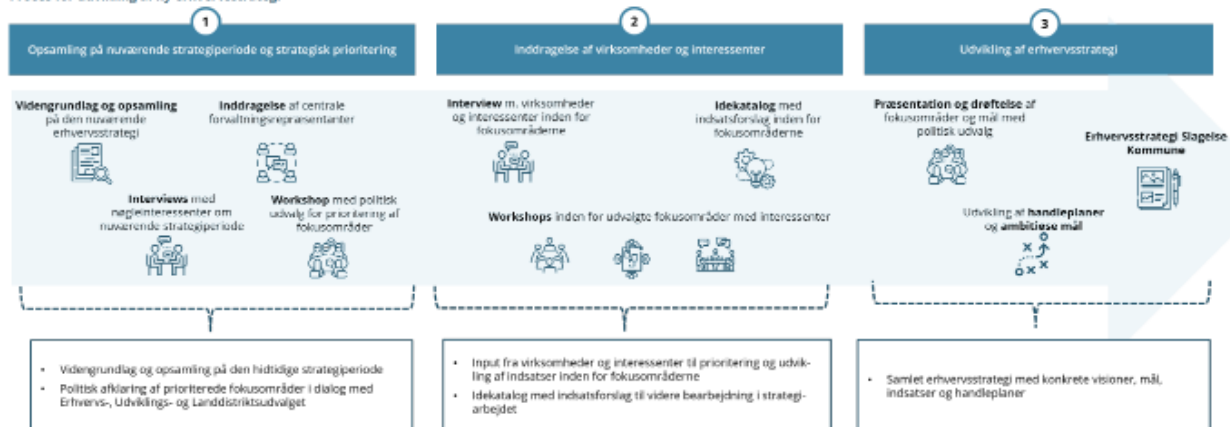 1
Opsamling på nuværende strategiperiode og strategisk prioritering
Videngrundlag og opsamling
på den nuværende
erhvervsstrategi
Inddragelse af centrale
forvaltningsrepræsentanter
Interviews med
nøgleinteressenter om
nuværende strategiperiode
Workshop med politisk
udvalg for prioritering af
fokusområder
2
Inddragelse af virksomheder og interessenter
Interview m. virksomheder
og interessenter inden for
fokusområderne
Idekatalog med
indsatsforslag inden for
fokusområderne
Workshops inden for udvalgte fokusområder med interessenter
3
Udvikling af erhvervsstrategi
Præsentation og drøftelse af
fokusområder og mål med
politisk udvalg
Erhvervsstrategi Slagelse
Kommune
Udvikling af handleplaner
og ambitiøse mål
• Videngrundlag og opsamling på den hidtidige strategiperiode
• Politisk afklaring af prioriterede fokusområder i dialog med
Erhvervs-, Udviklings- og Landdistriktsudvalget
• Input fra virksomheder og interessenter til prioritering og udvik-
ling af indsatser inden for fokusområderne
• Idekatalog med indsatsforslag til videre bearbejdning i strategi-
arbejdet
• Samlet erhvervsstrategi med konkrete visioner, mål,
indsatser og handleplaner